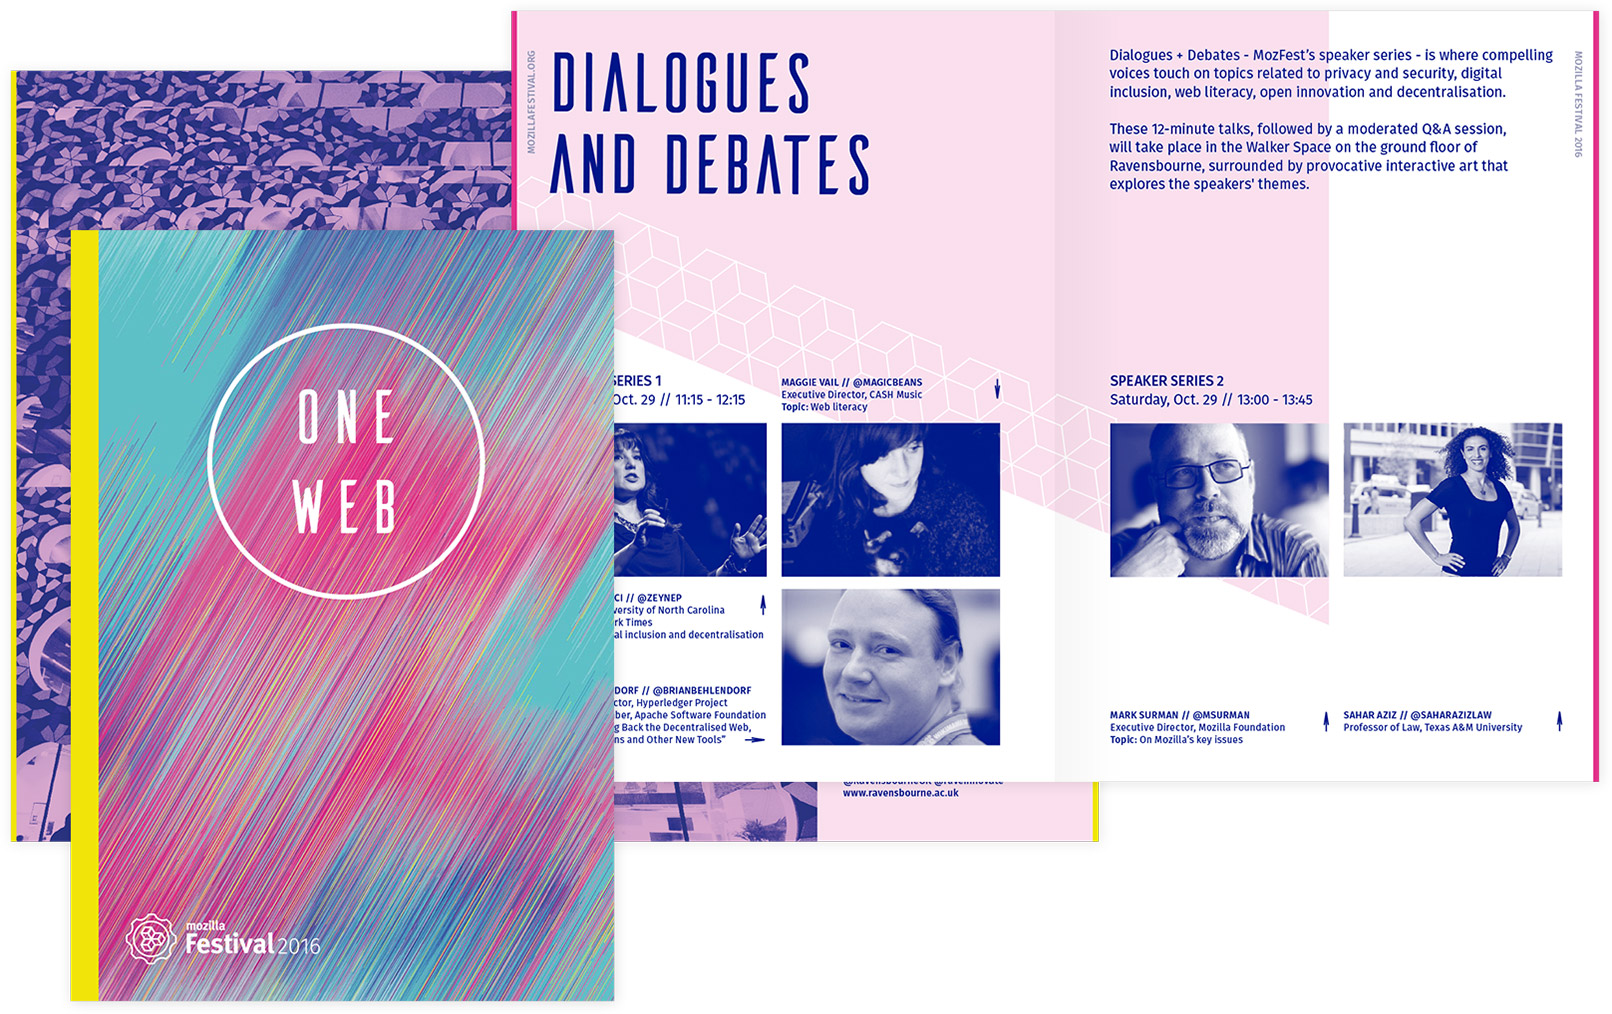 MOZILLAFESTIVAL.ORG
DIALOGUES
AND DEBATES
Dialogues + Debates - MozFest's speaker series - is where compelling
voices touch on topics related to privacy and security, digital
inclusion, web literacy, open innovation and decentralisation.
These 12-minute talks, followed by a moderated Q&A session,
will take place in the Walker Space on the ground floor of
Ravensbourne, surrounded by provocative interactive art that
explores the speakers' themes.
MOZILLA FESTIVAL 2016
ONE
WEB
mozilla
Festival 2016
SERIES 1
Oct. 29 // 11:15 - 12:15
MAGGIE VAIL // @MAGICBEANS
Executive Director, CASH Music
Topic: Web literacy
CI // @ZEYNEP
versity of North Carolina
rk Times
al inclusion and decentralisation
DORF // @BRIANBEHLENDORF
ctor, Hyperledger Project
ber, Apache Software Foundation
g Back the Decentralised Web,
ns and Other New Tools"
SPEAKER SERIES 2
Saturday, Oct. 29 // 13:00 - 13:45
MARK SURMAN // @MSURMAN
Executive Director, Mozilla Foundation
Topic: On Mozilla's key issues
SAHAR AZIZ // @SAHARAZIZLAW
Professor of Law, Texas A&M University
www.ravensbourne.ac.uk